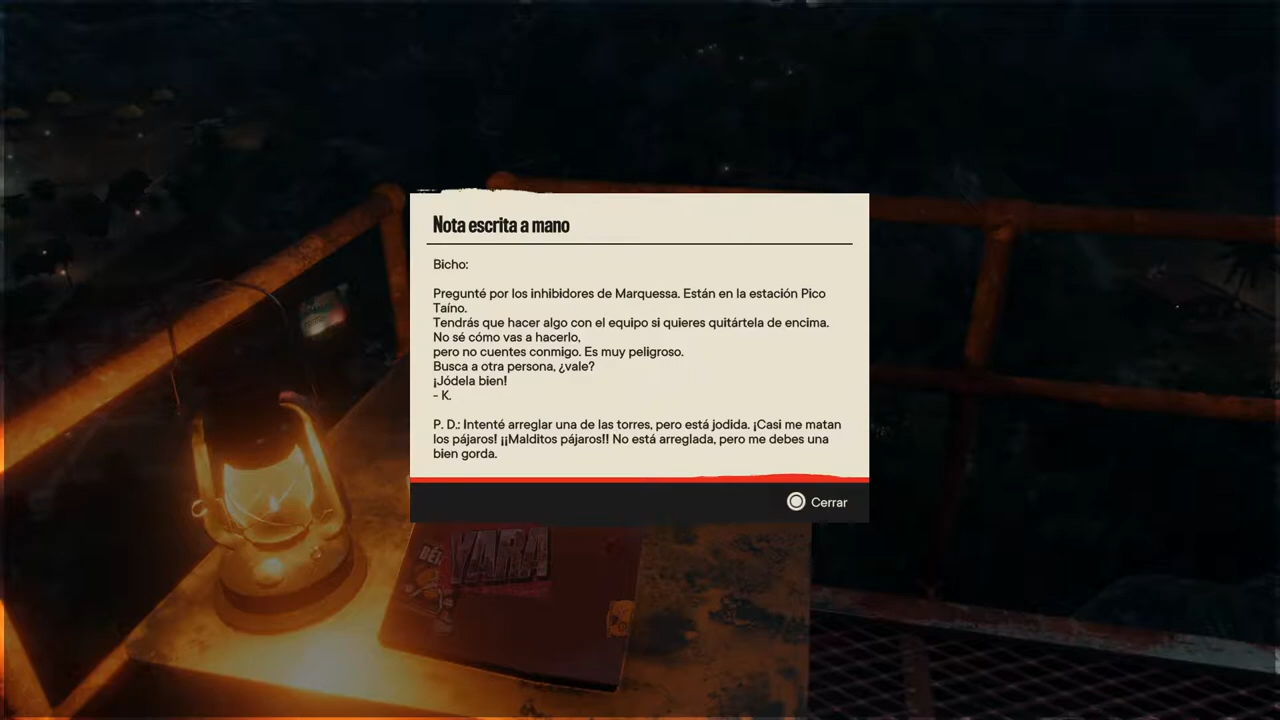 Nota escrita a mano
Bicho:
Pregunté por los inhibidores de Marquessa. Están en la estación Pico
Taíno.
Tendrás que hacer algo con el equipo si quieres quitártela de encima.
No sé cómo vas a hacerlo,
pero no cuentes conmigo. Es muy peligroso.
Busca a otra persona, ¿vale?
¡Jódela bien!
- K.
P. D.: Intenté arreglar una de las torres, pero está jodida. ¡Casi me matan
los pájaros! ¡¡Malditos pájaros!! No está arreglada, pero me debes una
bien gorda.
Cerrar
YARA